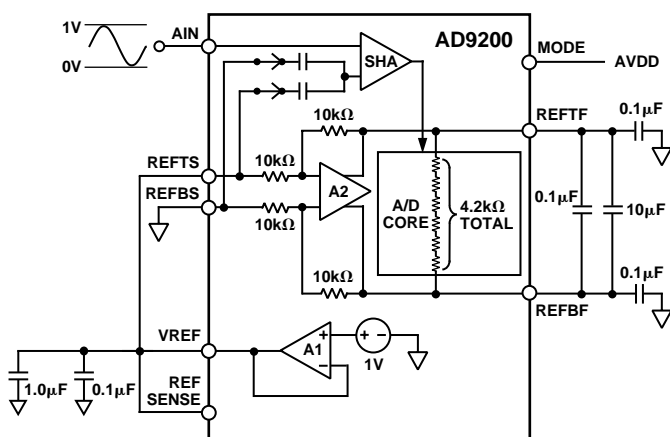 1V
0V
AIN
AD9200
SHA
MODE
AVDD
10kΩ
REFTF
0.1μF
REFTS
10kΩ
REFBS
10kΩ
A2
A/D
CORE
4.2kΩ
TOTAL
0.1μF
10μF
10kΩ
0.1μF
REFBF
VREF
A1
+
–
+ –
1V
1.0μF
0.1μF
REF
SENSE